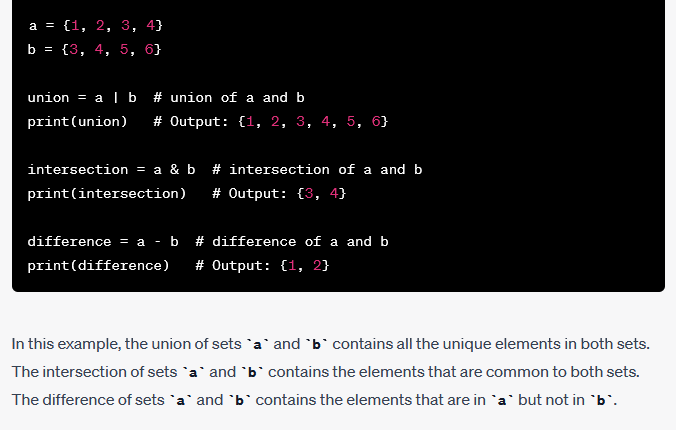 a = {1, 2, 3, 4}
b = {3, 4, 5, 6}
union = a | b  # union of a and b
print(union)   # Output: {1, 2, 3, 4, 5, 6}
intersection = a & b  # intersection of a and b
print(intersection)   # Output: {3, 4}
difference = a - b  # difference of a and b
print(difference)   # Output: {1, 2}
In this example, the union of sets `a` and `b` contains all the unique elements in both sets.
The intersection of sets `a` and `b` contains the elements that are common to both sets.
The difference of sets `a` and `b` contains the elements that are in `a` but not in `b`.